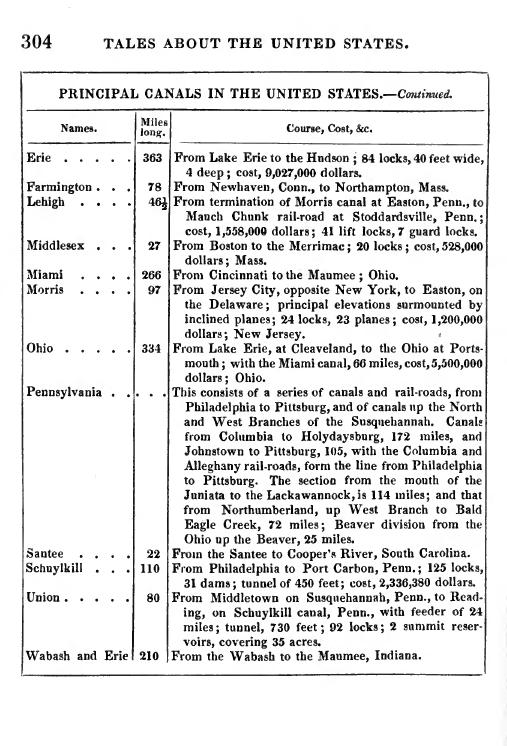 304 TALES ABOUT THE UNITED STATES.
PRINCIPAL CANALS IN THE UNITED STATES.—Continued.
Names. Miles long. Course, Cost, &c.
Erie . . . . . 363 From Lake Erie to the Hudson ; 84 locks, 40 feet wide,
4 deep ; cost, 9,027,000 dollars.
Farmington . . . 78 From Newhaven, Conn., to Northampton, Mass.
Lehigh . . . . 46½ From termination of Morris canal at Easton, Penn., to
Mauch Chunk rail-road at Stoddardsville, Penn. ;
cost, 1,558,000 dollars ; 41 lift locks, 7 guard locks.
Middlesex . . . 27 From Boston to the Merrimac ; 20 locks ; cost, 528,000
dollars ; Mass.
Miami . . . . 266 From Cincinnati to the Maumee ; Ohio.
Morris . . . . 97 From Jersey City, opposite New York, to Easton, on
the Delaware ; principal elevations surmounted by
inclined planes ; 24 locks, 23 planes ; cost, 1,200,000
dollars ; New Jersey.
Ohio . . . . . 334 From Lake Erie, at Cleaveland, to the Ohio at Ports-
mouth ; with the Miami canal, 66 miles, cost, 5,500,000
dollars ; Ohio.
Pennsylvania . . . . . This consists of a series of canals and rail-roads, from
Philadelphia to Pittsburg, and of canals up the North
and West Branches of the Susquehannah. Canals
from Columbia to Holydaysburg, 172 miles, and
Johnstown to Pittsburg, 105, with the Columbia and
Alleghany rail-roads, form the line from Philadelphia
to Pittsburg. The section from the mouth of the
Juniata to the Lackawannock, is 114 miles ; and that
from Northumberland, up West Branch to Bald
Eagle Creek, 72 miles ; Beaver division from the
Ohio up the Beaver, 25 miles.
Santee . . . . 22 From the Santee to Cooper's River, South Carolina.
Schuylkill . . . 110 From Philadelphia to Port Carbon, Penn. ; 125 locks,
31 dams ; tunnel of 450 feet ; cost, 2,336,380 dollars.
Union . . . . . 80 From Middletown on Susquehannah, Penn., to Read-
ing, on Schuylkill canal, Penn., with feeder of 24
miles ; tunnel, 730 feet ; 92 locks ; 2 summit reser-
voirs, covering 35 acres.
Wabash and Erie 210 From the Wabash to the Maumee, Indiana.